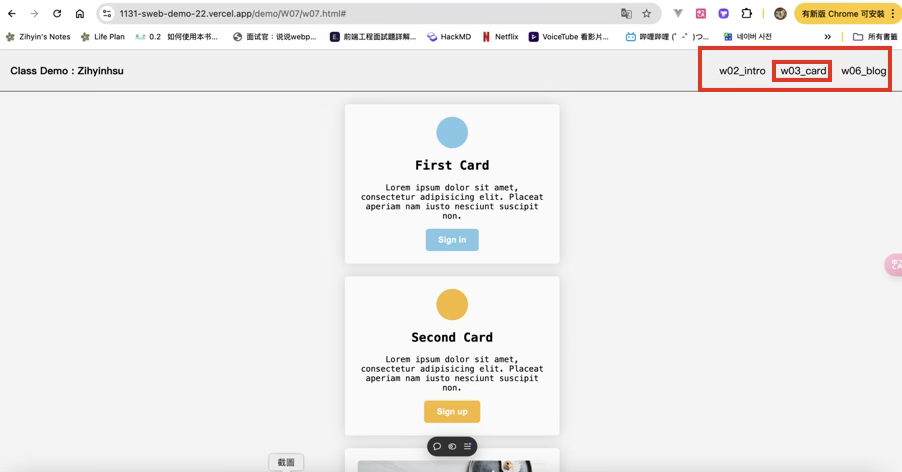 1131-sweb-demo-22.vercel.app/demo/W07/w07.html#
有新版 Chrome 可安裝
Zihyin's Notes
Life Plan
0.2 如何使用本书...
面试官：说说webp...
前端工程面試題詳解...
HackMD
Netflix
VoiceTube 看影片...
嗶哩嗶哩 (゜-゜)つ...
네이버 사전
»
所有書籤
Class Demo : Zihyinhsu
w02_intro
w03_card
w06_blog
First Card
Lorem ipsum dolor sit amet,
consectetur adipisicing elit. Placeat
aperiam nam iusto nesciunt suscipit
non.
Sign In
Second Card
Lorem ipsum dolor sit amet,
consectetur adipisicing elit. Placeat
aperiam nam iusto nesciunt suscipit
non.
Sign up
截圖